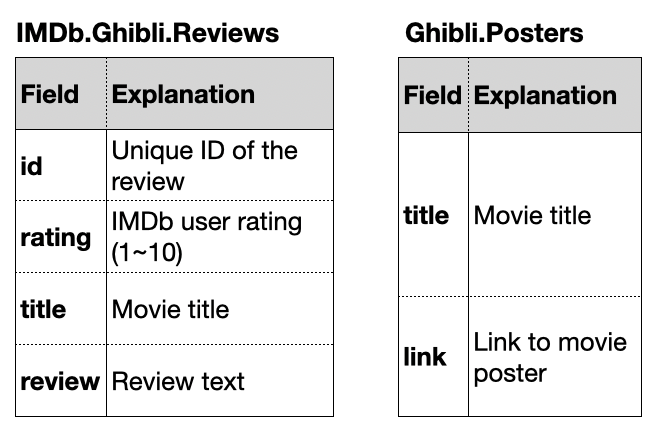 IMDb.Ghibli.Reviews
Field Explanation
id Unique ID of the
review
rating IMDb user rating
(1~10)
title Movie title
review Review text
Ghibli.Posters
Field Explanation
title Movie title
link Link to movie
poster